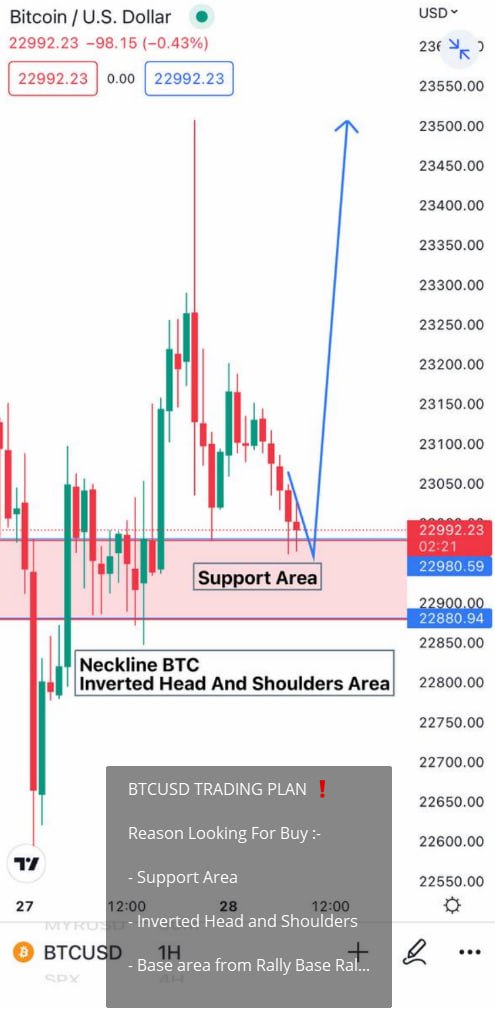 Bitcoin / U.S. Dollar
USD
22992.23 −98.15 (−0.43%)
22992.23 0.00 22992.23
23550.00
23500.00
23450.00
23400.00
23350.00
23300.00
23250.00
23200.00
23150.00
23100.00
23050.00
22992.23
02:21
22980.59
Support Area
22900.00
22880.94
22850.00
Neckline BTC
Inverted Head And Shoulders Area
22800.00
22750.00
22700.00
22650.00
22600.00
22550.00
BTCUSD TRADING PLAN ❗
Reason Looking For Buy :-
- Support Area
- Inverted Head and Shoulders
- Base area from Rally Base Ral...
27 12:00 28 12:00
MYRUSD
BTCUSD 1H
SPX 4H